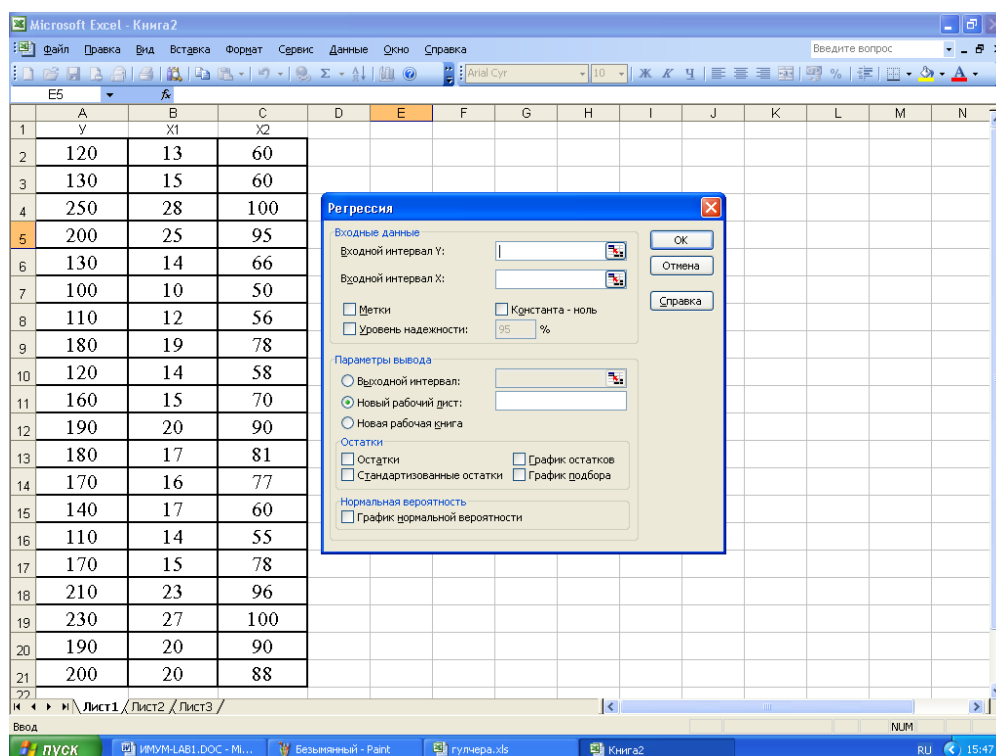 Microsoft Excel - Книга2
Файл Правка Вид Вставка Формат Сервис Данные Окно Справка Введите вопрос
Arial Cyr 10 Ж К Ч
E5 fx
A B C D E F G H I J K L M N
1 У X1 X2
2 120 13 60
3 130 15 60
4 250 28 100
5 200 25 95
6 130 14 66
7 100 10 50
8 110 12 56
9 180 19 78
10 120 14 58
11 160 15 70
12 190 20 90
13 180 17 81
14 170 16 77
15 140 17 60
16 110 14 55
17 170 15 78
18 210 23 96
19 230 27 100
20 190 20 90
21 200 20 88
22
Регрессия
Входные данные
Входной интервал Y:
Входной интервал X:
Метки Константа - ноль
Уровень надежности: 95 %
OK
Отмена
Справка
Параметры вывода
Выходной интервал:
Новый рабочий лист:
Новая рабочая книга
Остатки
Остатки График остатков
Стандартизованные остатки График подбора
Нормальная вероятность
График нормальной вероятности
Лист1 Лист2 Лист3
Ввод NUM
пуск ИМУМ-LAB1.DOC - Mi... Безымянный - Paint гулчера.xls Книга2 RU 15:47